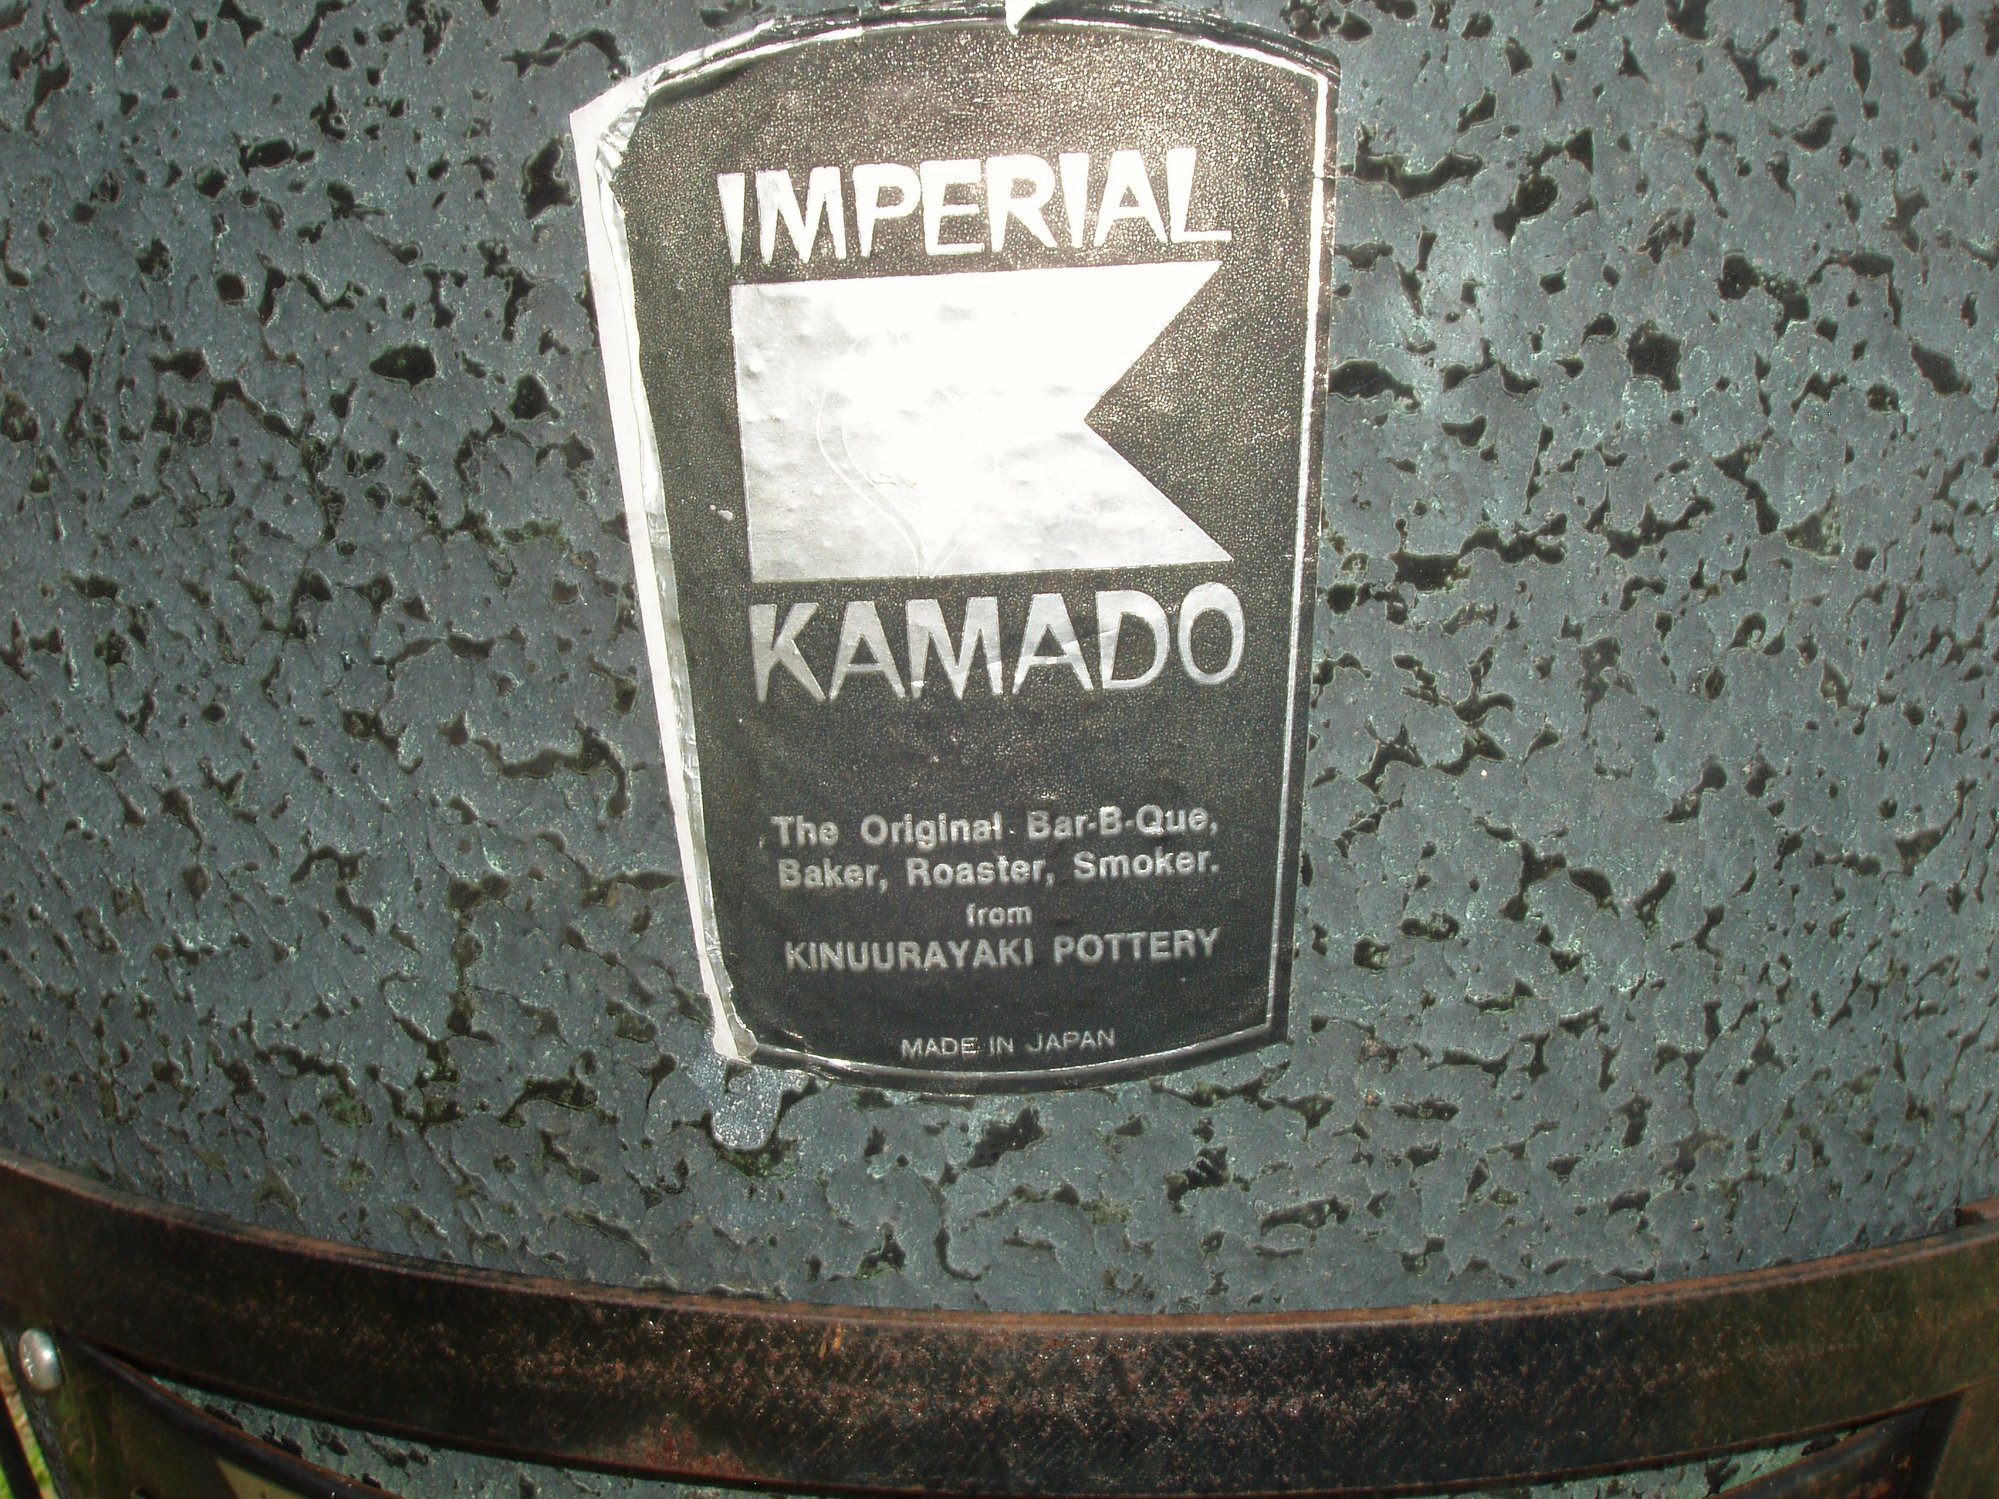 IMPERIAL
KAMADO
The Original Bar-B-Que,
Baker, Roaster, Smoker.
from
KINUURAYAKI POTTERY
MADE IN JAPAN